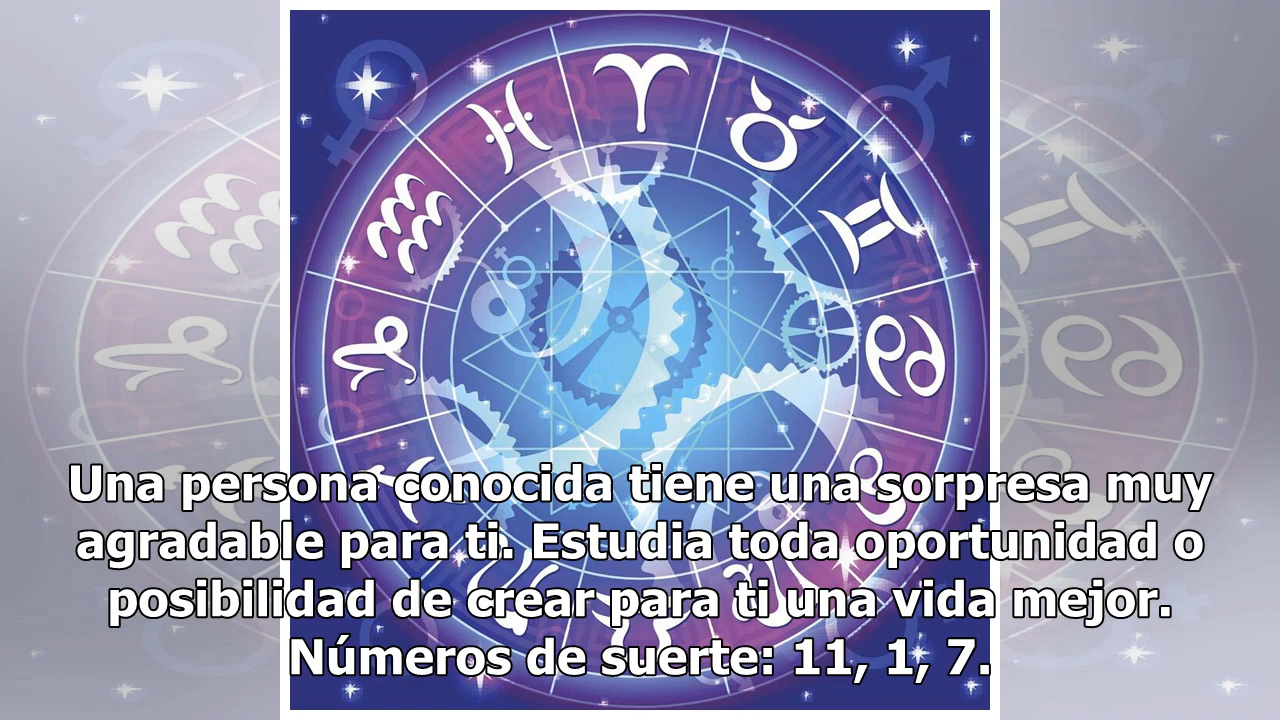 Una persona conocida tiene una sorpresa muy
agradable para ti. Estudia toda oportunidad o
posibilidad de crear para ti una vida mejor.
Números de suerte: 11, 1, 7.